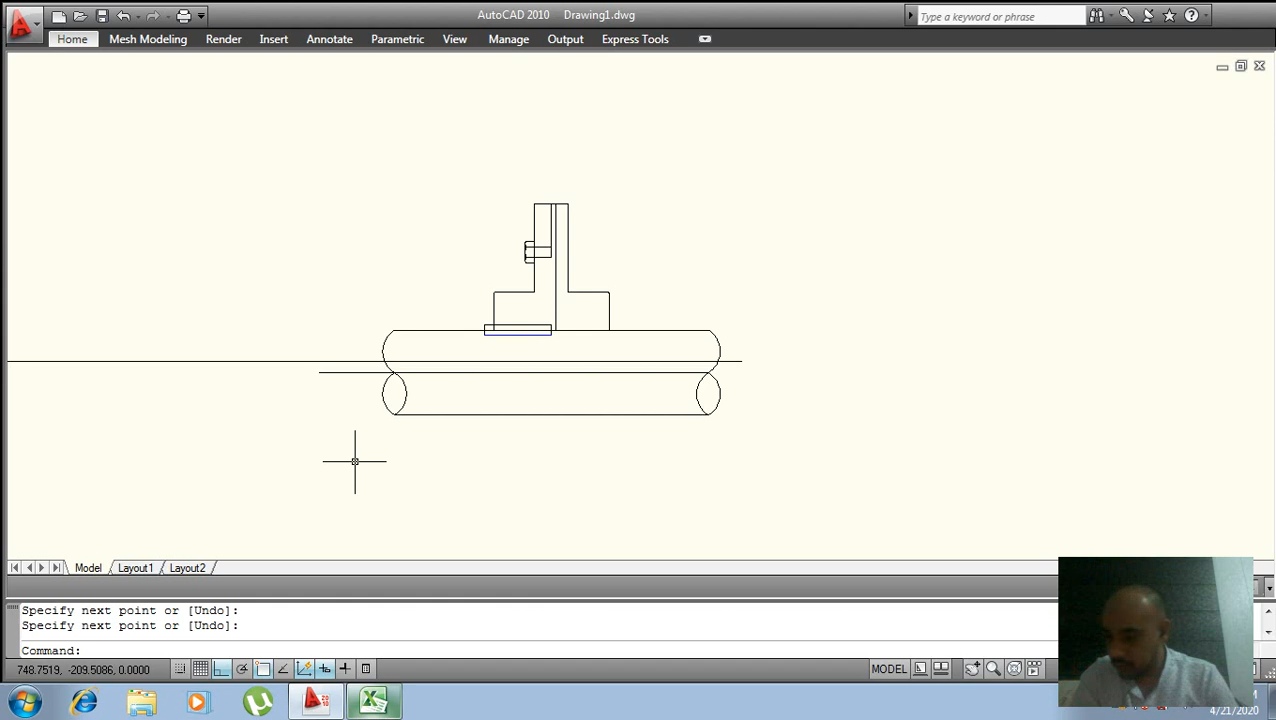 AutoCAD 2010 Drawing1.dwg
Type a keyword or phrase
Home Mesh Modeling Render Insert Annotate Parametric View Manage Output Express Tools
Model Layout1 Layout2
Specify next point or [Undo]:
Specify next point or [Undo]:
Command:
748.7519, -209.5086, 0.0000
MODEL
4/21/2020